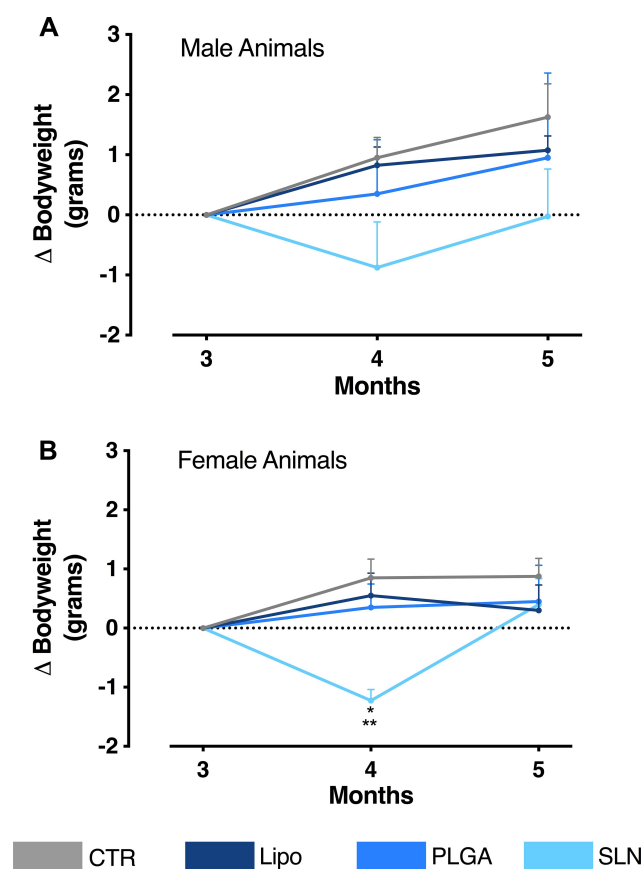 A
Male Animals
Δ Bodyweight
(grams)
3
2
1
0
-1
-2
3 4 5
Months
B
Female Animals
Δ Bodyweight
(grams)
3
2
1
0
-1
-2
*
**
3 4 5
Months
CTR Lipo PLGA SLN